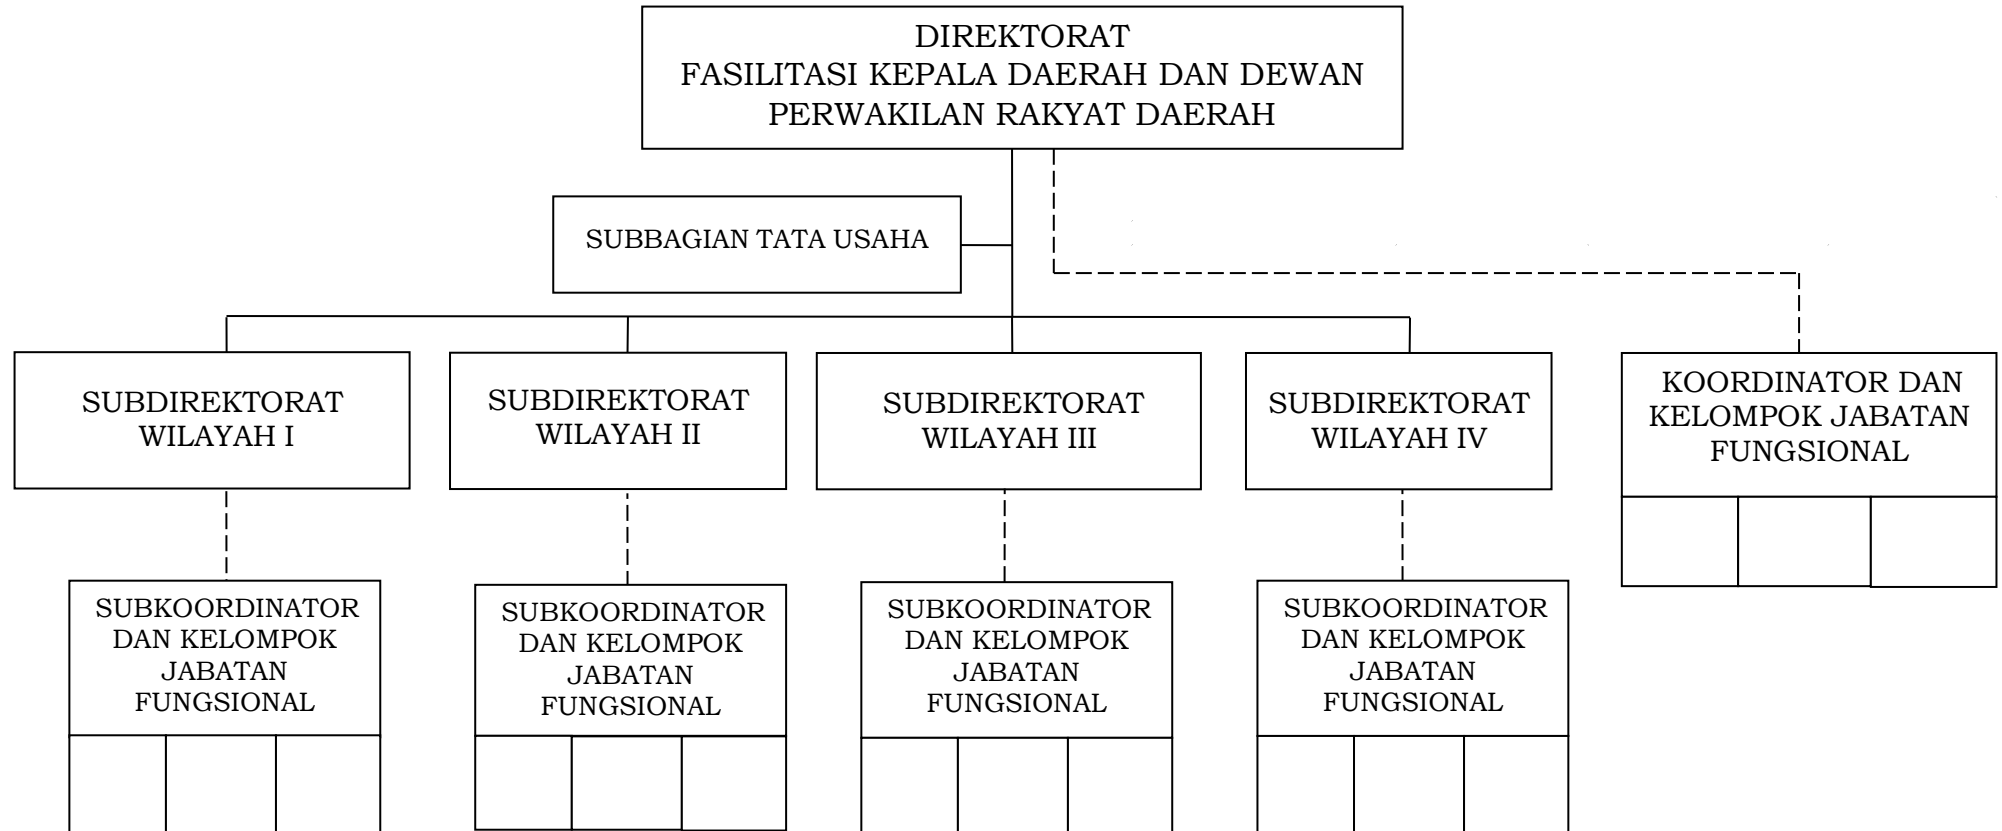 DIREKTORAT
FASILITASI KEPALA DAERAH DAN DEWAN
PERWAKILAN RAKYAT DAERAH
SUBBAGIAN TATA USAHA
SUBDIREKTORAT
WILAYAH I
SUBDIREKTORAT
WILAYAH II
SUBDIREKTORAT
WILAYAH III
SUBDIREKTORAT
WILAYAH IV
KOORDINATOR DAN
KELOMPOK JABATAN
FUNGSIONAL
SUBKOORDINATOR
DAN KELOMPOK
JABATAN
FUNGSIONAL
SUBKOORDINATOR
DAN KELOMPOK
JABATAN
FUNGSIONAL
SUBKOORDINATOR
DAN KELOMPOK
JABATAN
FUNGSIONAL
SUBKOORDINATOR
DAN KELOMPOK
JABATAN
FUNGSIONAL